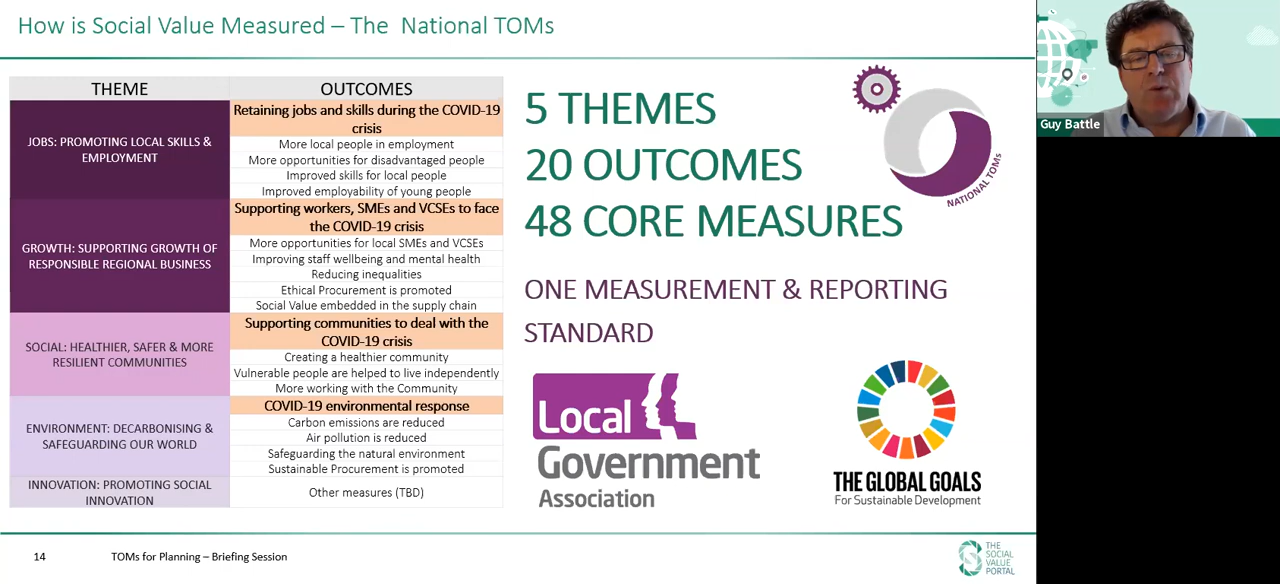 How is Social Value Measured – The National TOMs
THEME
OUTCOMES
JOBS: PROMOTING LOCAL SKILLS &
EMPLOYMENT
Retaining jobs and skills during the COVID-19
crisis
More local people in employment
More opportunities for disadvantaged people
Improved skills for local people
Improved employability of young people
GROWTH: SUPPORTING GROWTH OF
RESPONSIBLE REGIONAL BUSINESS
Supporting workers, SMEs and VCSEs to face
the COVID-19 crisis
More opportunities for local SMEs and VCSEs
Improving staff wellbeing and mental health
Reducing inequalities
Ethical Procurement is promoted
Social Value embedded in the supply chain
SOCIAL: HEALTHIER, SAFER & MORE
RESILIENT COMMUNITIES
Supporting communities to deal with the
COVID-19 crisis
Creating a healthier community
Vulnerable people are helped to live independently
More working with the Community
ENVIRONMENT: DECARBONISING &
SAFEGUARDING OUR WORLD
COVID-19 environmental response
Carbon emissions are reduced
Air pollution is reduced
Safeguarding the natural environment
Sustainable Procurement is promoted
INNOVATION: PROMOTING SOCIAL
INNOVATION
Other measures (TBD)
5 THEMES
20 OUTCOMES
48 CORE MEASURES
NATIONAL TOMs
ONE MEASUREMENT & REPORTING
STANDARD
Local
Government
Association
THE GLOBAL GOALS
For Sustainable Development
14
TOMs for Planning – Briefing Session
THE
SOCIAL
VALUE
PORTAL
Guy Battle